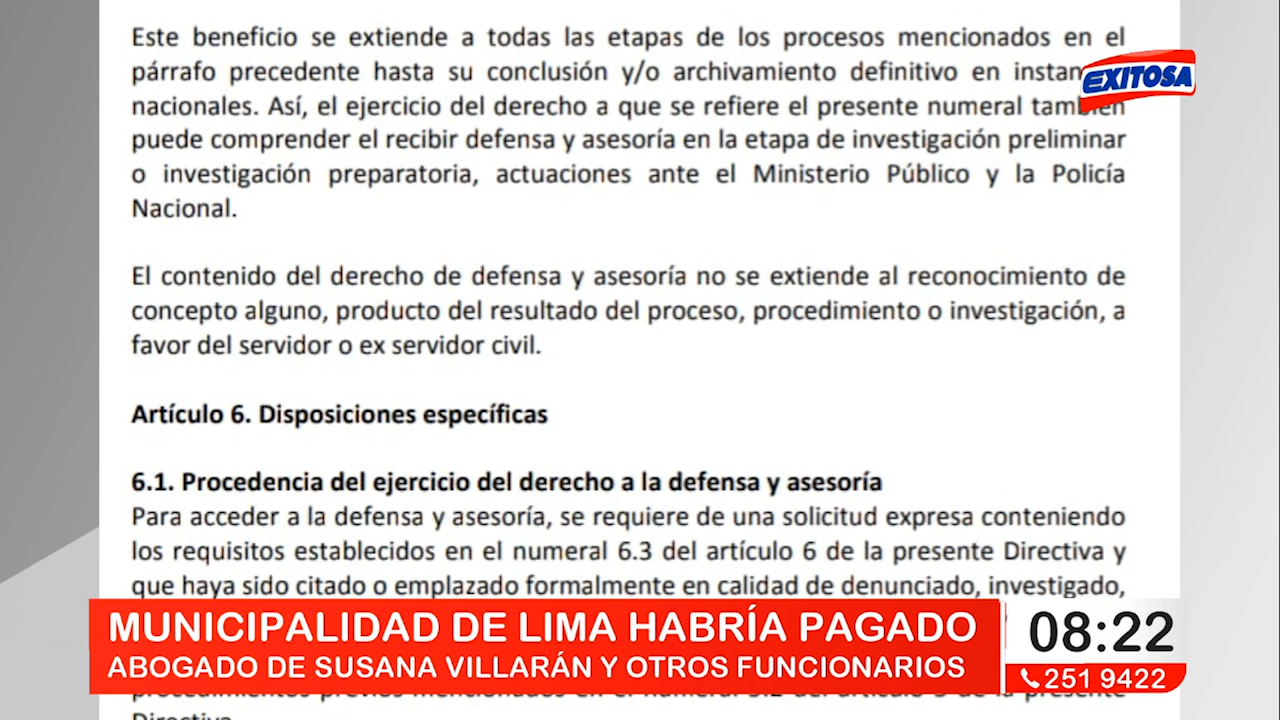 Este beneficio se extiende a todas las etapas de los procesos mencionados en el
párrafo precedente hasta su conclusión y/o archivamiento definitivo en
nacionales. Así, el ejercicio del derecho a que se refiere el presente numeral también
puede comprender el recibir defensa y asesoría en la etapa de investigación preliminar
o investigación preparatoria, actuaciones ante el Ministerio Público y la Policía
Nacional.
El contenido del derecho de defensa y asesoría no se extiende al reconocimiento de
concepto alguno, producto del resultado del proceso, procedimiento o investigación, a
favor del servidor o ex servidor civil.
Artículo 6. Disposiciones específicas
6.1. Procedencia del ejercicio del derecho a la defensa y asesoría
Para acceder a la defensa y asesoría, se requiere de una solicitud expresa conteniendo
los requisitos establecidos en el numeral 6.3 del artículo 6 de la presente Directiva y
que haya sido citado o emplazado formalmente en calidad de denunciado, investigado,
EXITOSA
MUNICIPALIDAD DE LIMA HABRÍA PAGADO
ABOGADO DE SUSANA VILLARÁN Y OTROS FUNCIONARIOS
08:22
251 9422